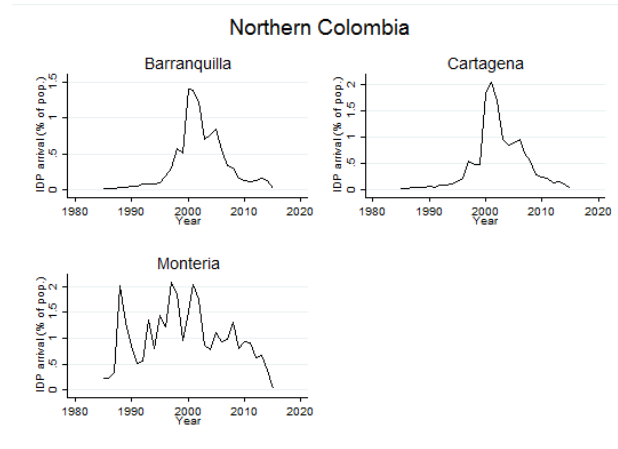 Northern Colombia
Barranquilla
IDP arrival (% of pop.)
0 .5 1 1.5
1980 1990 2000 2010 2020
Year
Cartagena
IDP arrival (% of pop.)
0 .5 1 1.5 2
1980 1990 2000 2010 2020
Year
Monteria
IDP arrival (% of pop.)
0 .5 1 1.5 2
1980 1990 2000 2010 2020
Year